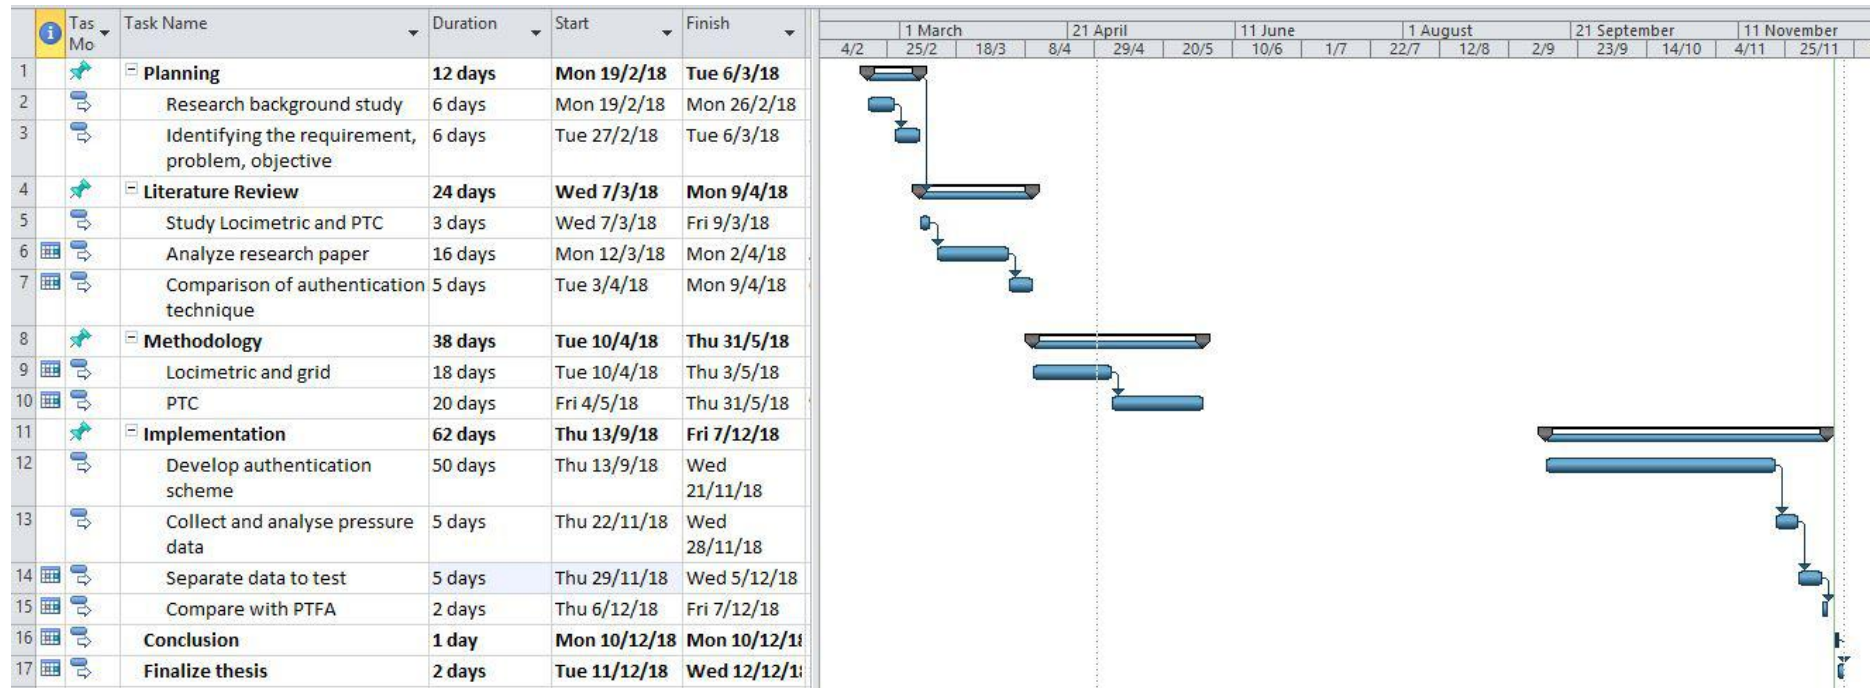 Tas Mo Task Name Duration Start Finish
1 March 21 April 11 June 1 August 21 September 11 November
4/2 25/2 18/3 8/4 29/4 20/5 10/6 1/7 22/7 12/8 2/9 23/9 14/10 4/11 25/11
1 Planning 12 days Mon 19/2/18 Tue 6/3/18
2 Research background study 6 days Mon 19/2/18 Mon 26/2/18
3 Identifying the requirement, 6 days Tue 27/2/18 Tue 6/3/18
problem, objective
4 Literature Review 24 days Wed 7/3/18 Mon 9/4/18
5 Study Locimetric and PTC 3 days Wed 7/3/18 Fri 9/3/18
6 Analyze research paper 16 days Mon 12/3/18 Mon 2/4/18
7 Comparison of authentication 5 days Tue 3/4/18 Mon 9/4/18
technique
8 Methodology 38 days Tue 10/4/18 Thu 31/5/18
9 Locimetric and grid 18 days Tue 10/4/18 Thu 3/5/18
10 PTC 20 days Fri 4/5/18 Thu 31/5/18
11 Implementation 62 days Thu 13/9/18 Fri 7/12/18
12 Develop authentication 50 days Thu 13/9/18 Wed
scheme 21/11/18
13 Collect and analyse pressure 5 days Thu 22/11/18 Wed
data 28/11/18
14 Separate data to test 5 days Thu 29/11/18 Wed 5/12/18
15 Compare with PTFA 2 days Thu 6/12/18 Fri 7/12/18
16 Conclusion 1 day Mon 10/12/18 Mon 10/12/18
17 Finalize thesis 2 days Tue 11/12/18 Wed 12/12/1